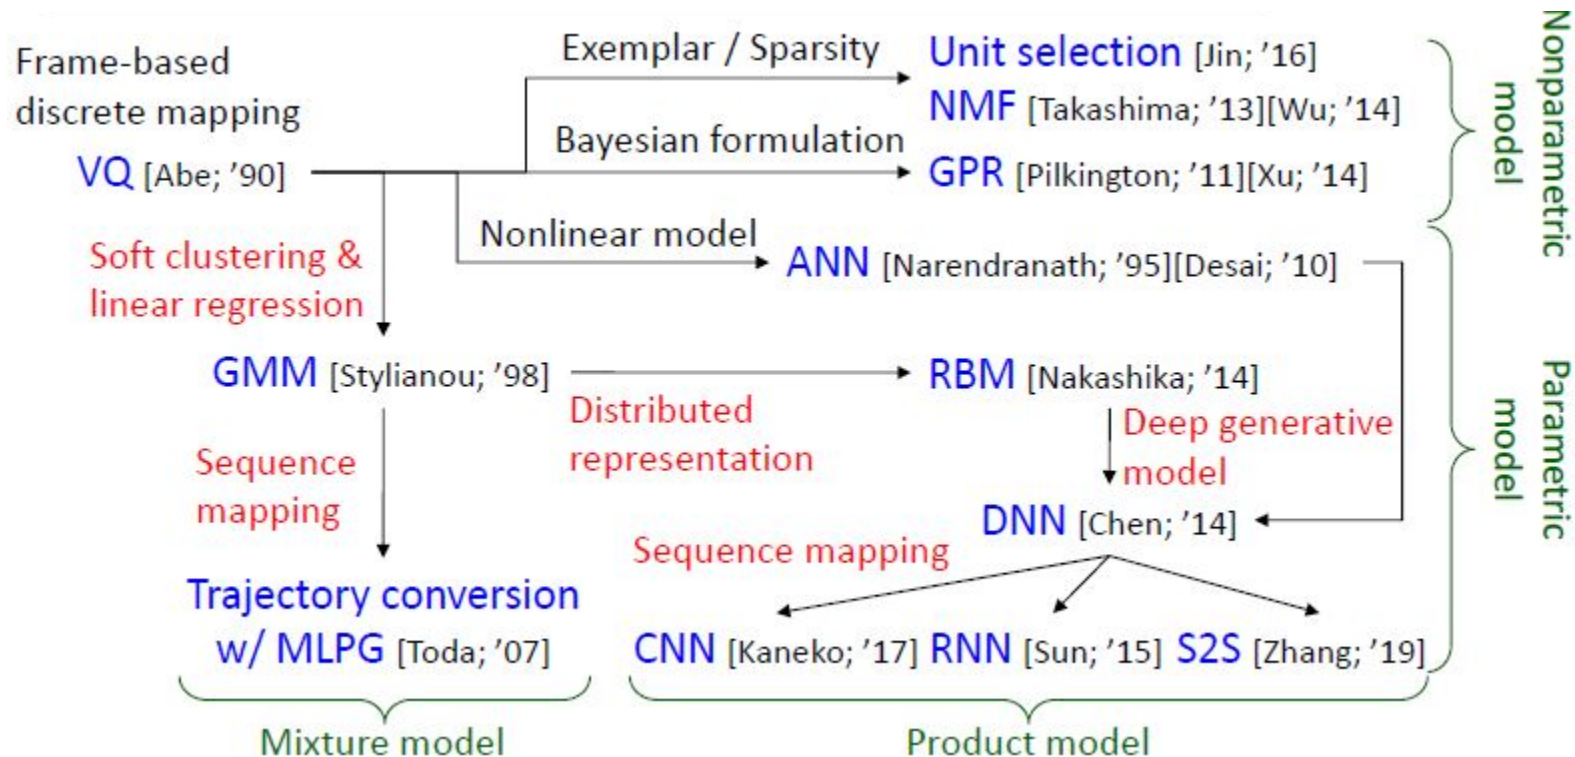 Frame-based
discrete mapping
VQ [Abe; ’90]
Exemplar / Sparsity
Unit selection [Jin; ’16]
NMF [Takashima; ’13][Wu; ’14]
Bayesian formulation
GPR [Pilkington; ’11][Xu; ’14]
Nonparametric
model
Soft clustering &
linear regression
Nonlinear model
ANN [Narendranath; ’95][Desai; ’10]
GMM [Stylianou; ’98]
Distributed
representation
RBM [Nakashika; ’14]
Deep generative
model
Parametric
model
Sequence
mapping
DNN [Chen; ’14]
Sequence mapping
Trajectory conversion
w/ MLPG [Toda; ’07]
CNN [Kaneko; ’17] RNN [Sun; ’15] S2S [Zhang; ’19]
Mixture model
Product model